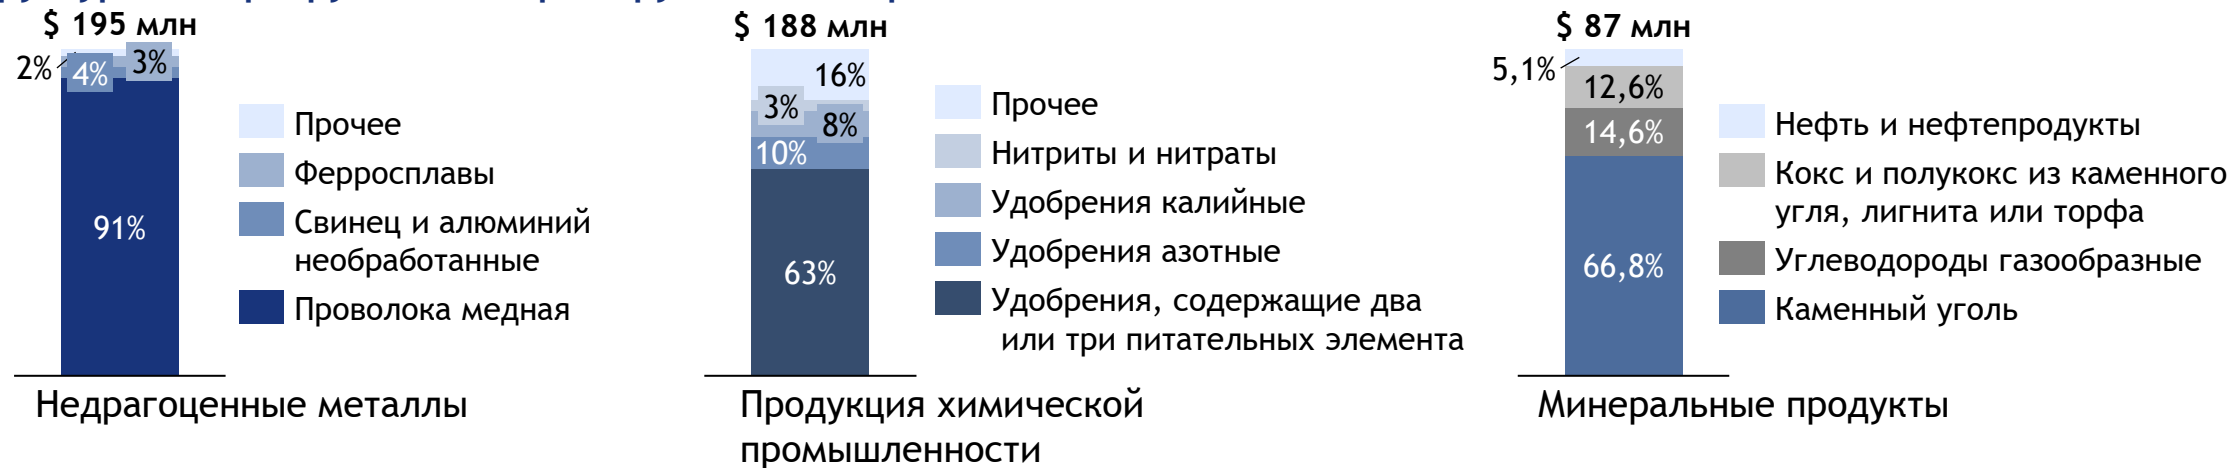 $ 195 млн
2%
4%
3%
91%
Прочее
Ферросплавы
Свинец и алюминий
необработанные
Проволока медная
Недрагоценные металлы
$ 188 млн
16%
3%
8%
10%
63%
Прочее
Нитриты и нитраты
Удобрения калийные
Удобрения азотные
Удобрения, содержащие два
или три питательных элемента
Продукция химической
промышленности
$ 87 млн
5,1%
12,6%
14,6%
66,8%
Нефть и нефтепродукты
Кокс и полукокс из каменного
угля, лигнита или торфа
Углеводороды газообразные
Каменный уголь
Минеральные продукты